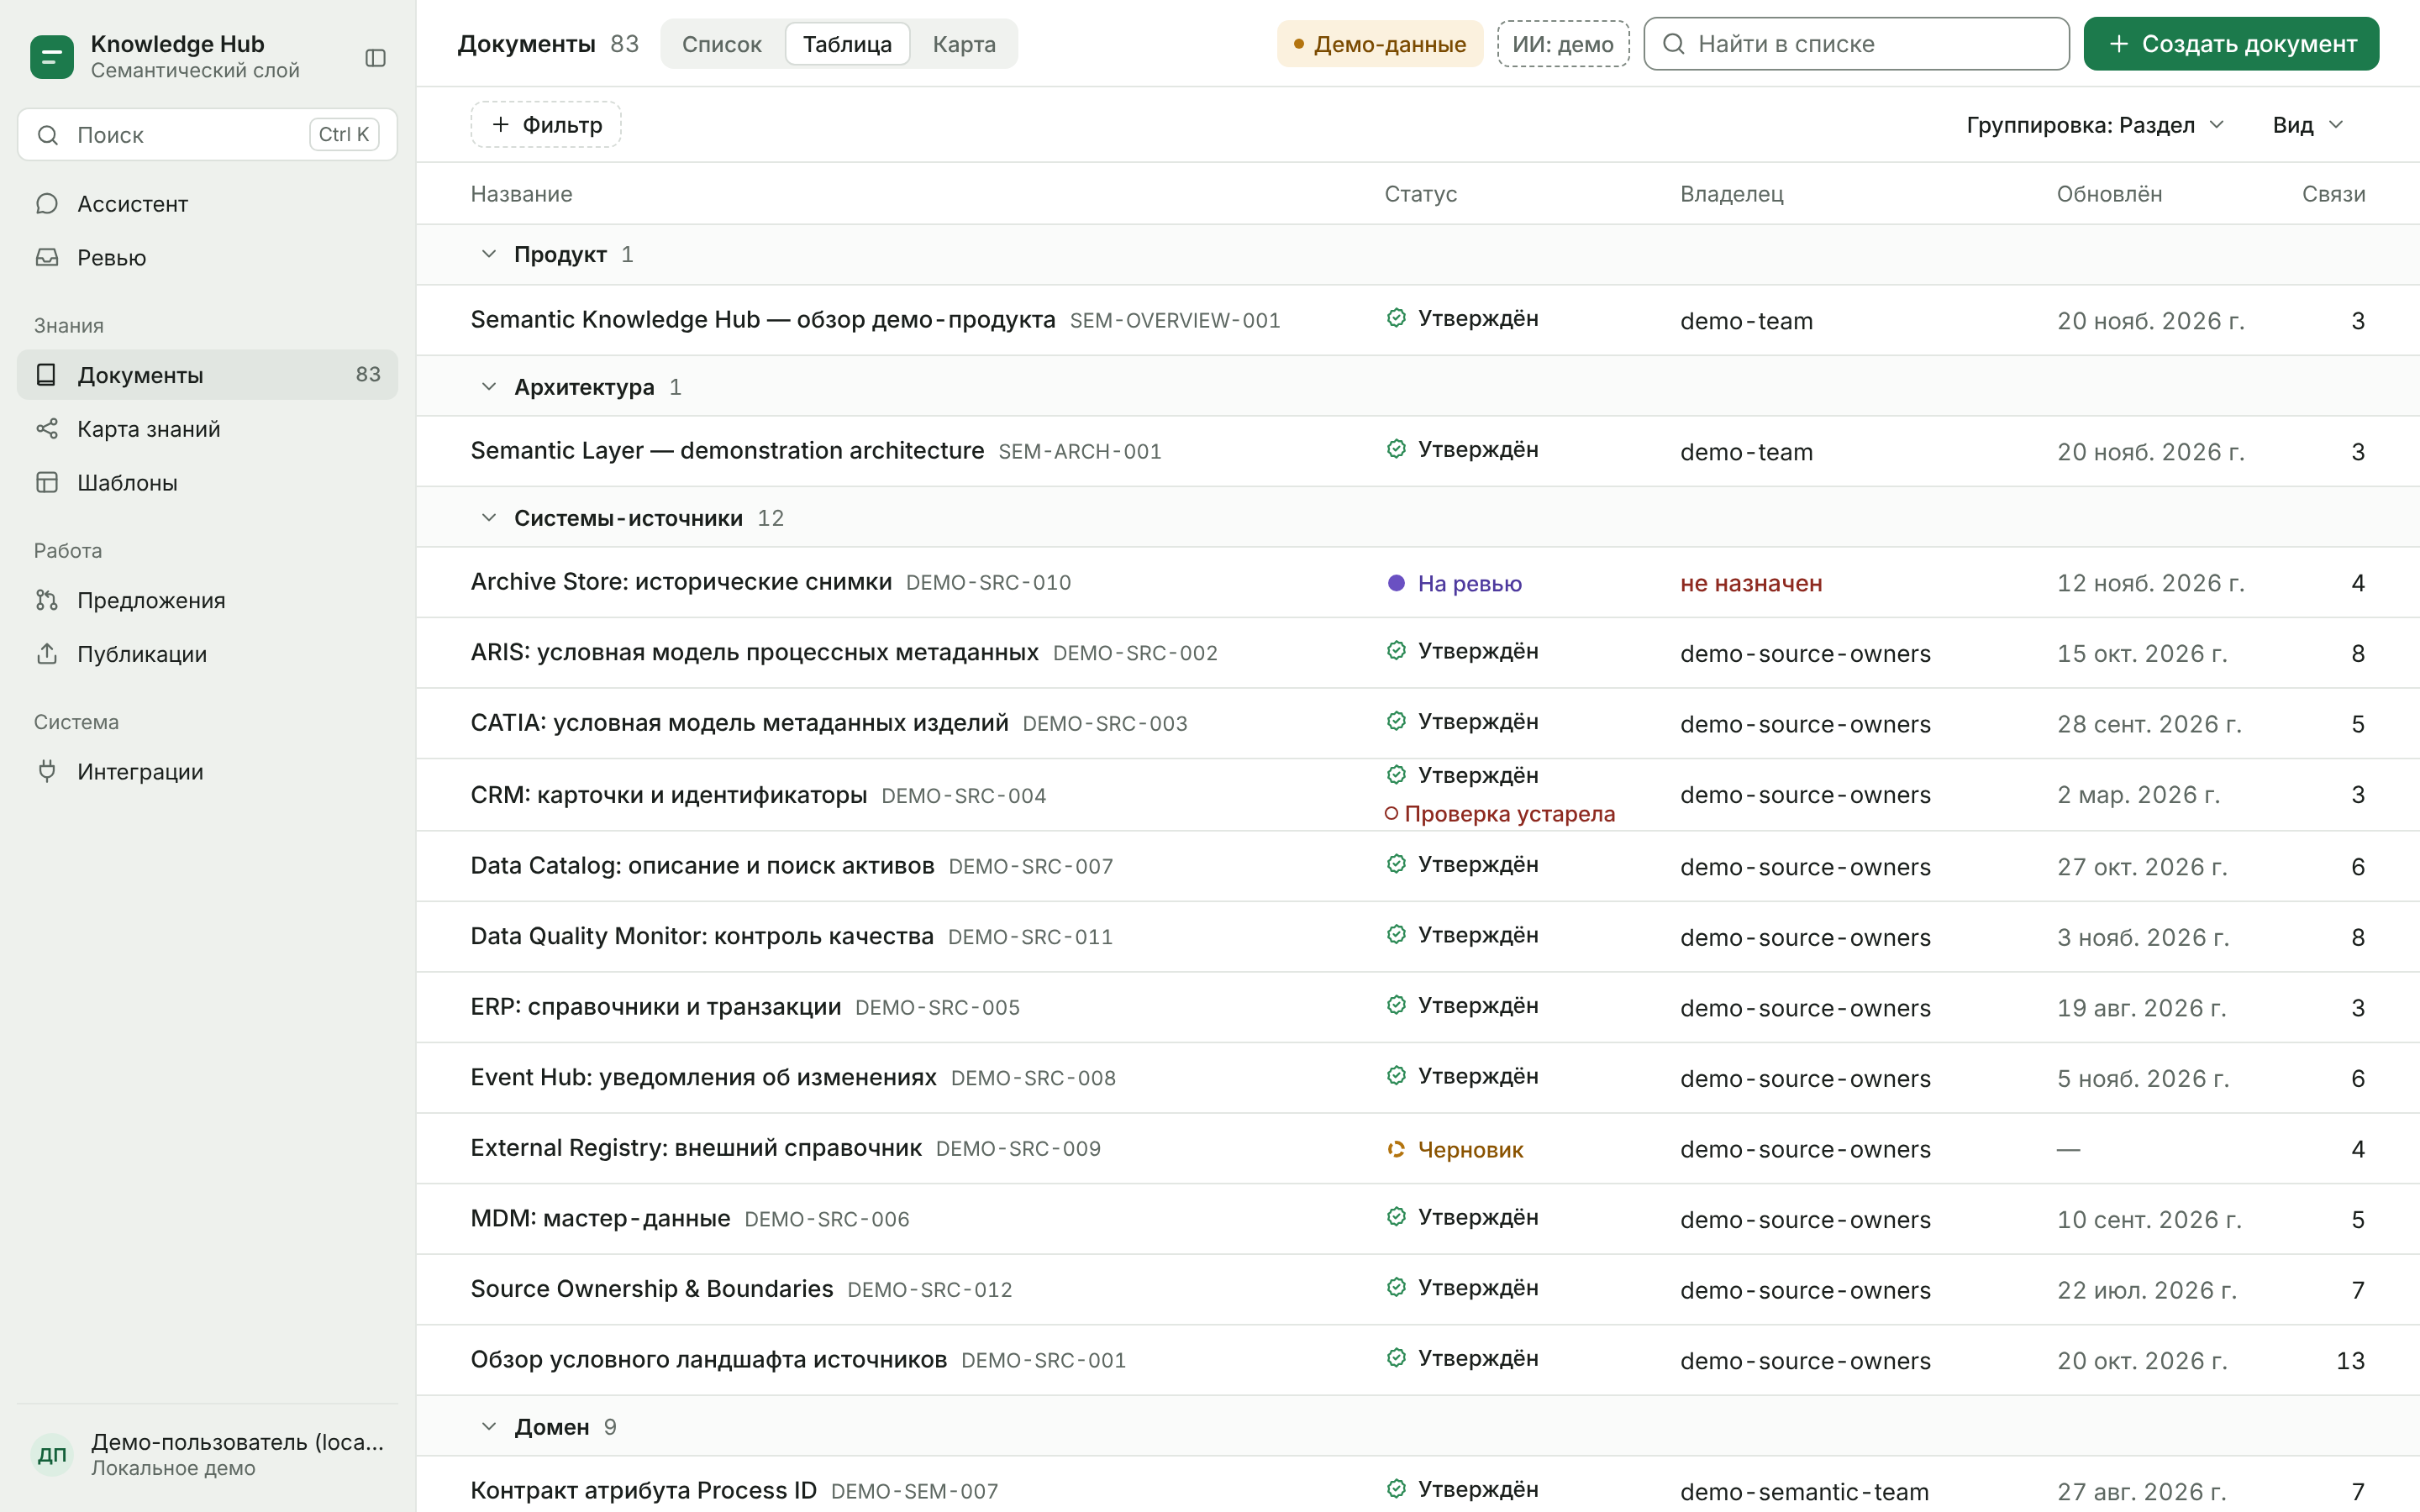 Knowledge Hub
Семантический слой
Поиск Ctrl K
Ассистент
Ревью
Знания
Документы 83
Карта знаний
Шаблоны
Работа
Предложения
Публикации
Система
Интеграции
ДП Демо-пользователь (loca...
Локальное демо
Документы 83 Список Таблица Карта Демо-данные ИИ: демо Найти в списке + Создать документ
+ Фильтр Группировка: Раздел Вид
Название Статус Владелец Обновлён Связи
Продукт 1
Semantic Knowledge Hub — обзор демо-продукта SEM-OVERVIEW-001 Утверждён demo-team 20 нояб. 2026 г. 3
Архитектура 1
Semantic Layer — demonstration architecture SEM-ARCH-001 Утверждён demo-team 20 нояб. 2026 г. 3
Системы-источники 12
Archive Store: исторические снимки DEMO-SRC-010 На ревью не назначен 12 нояб. 2026 г. 4
ARIS: условная модель процессных метаданных DEMO-SRC-002 Утверждён demo-source-owners 15 окт. 2026 г. 8
CATIA: условная модель метаданных изделий DEMO-SRC-003 Утверждён demo-source-owners 28 сент. 2026 г. 5
CRM: карточки и идентификаторы DEMO-SRC-004 Утверждён demo-source-owners 2 мар. 2026 г. 3
Проверка устарела
Data Catalog: описание и поиск активов DEMO-SRC-007 Утверждён demo-source-owners 27 окт. 2026 г. 6
Data Quality Monitor: контроль качества DEMO-SRC-011 Утверждён demo-source-owners 3 нояб. 2026 г. 8
ERP: справочники и транзакции DEMO-SRC-005 Утверждён demo-source-owners 19 авг. 2026 г. 3
Event Hub: уведомления об изменениях DEMO-SRC-008 Утверждён demo-source-owners 5 нояб. 2026 г. 6
External Registry: внешний справочник DEMO-SRC-009 Черновик demo-source-owners — 4
MDM: мастер-данные DEMO-SRC-006 Утверждён demo-source-owners 10 сент. 2026 г. 5
Source Ownership & Boundaries DEMO-SRC-012 Утверждён demo-source-owners 22 июл. 2026 г. 7
Обзор условного ландшафта источников DEMO-SRC-001 Утверждён demo-source-owners 20 окт. 2026 г. 13
Домен 9
Контракт атрибута Process ID DEMO-SEM-007 Утверждён demo-semantic-team 27 авг. 2026 г. 7